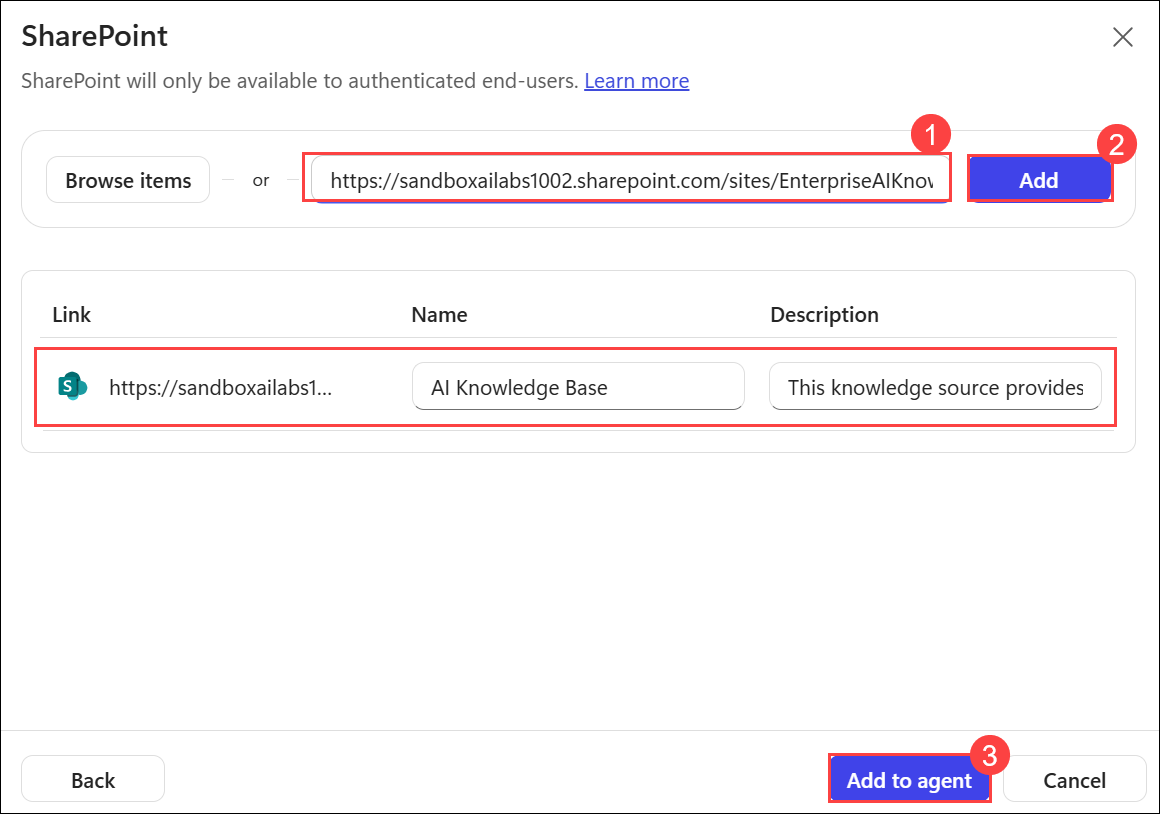 SharePoint
SharePoint will only be available to authenticated end-users. Learn more
1
2
Browse items
or
https://sandboxailabs1002.sharepoint.com/sites/EnterpriseAIKnov
Add
Link
Name
Description
S
https://sandboxailabs1...
AI Knowledge Base
This knowledge source provides
3
Back
Add to agent
Cancel